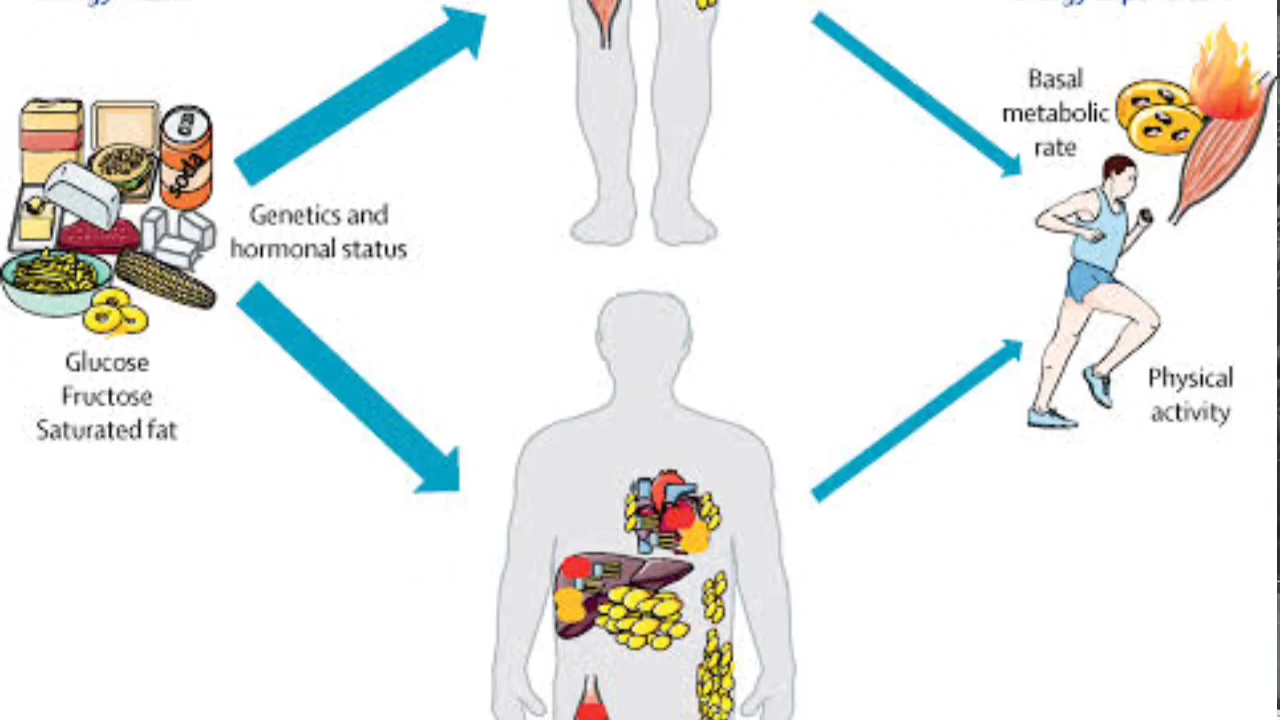 Basal
metabolic
rate
SODA
Genetics and
hormonal status
Glucose
Fructose
Saturated fat
Physical
activity